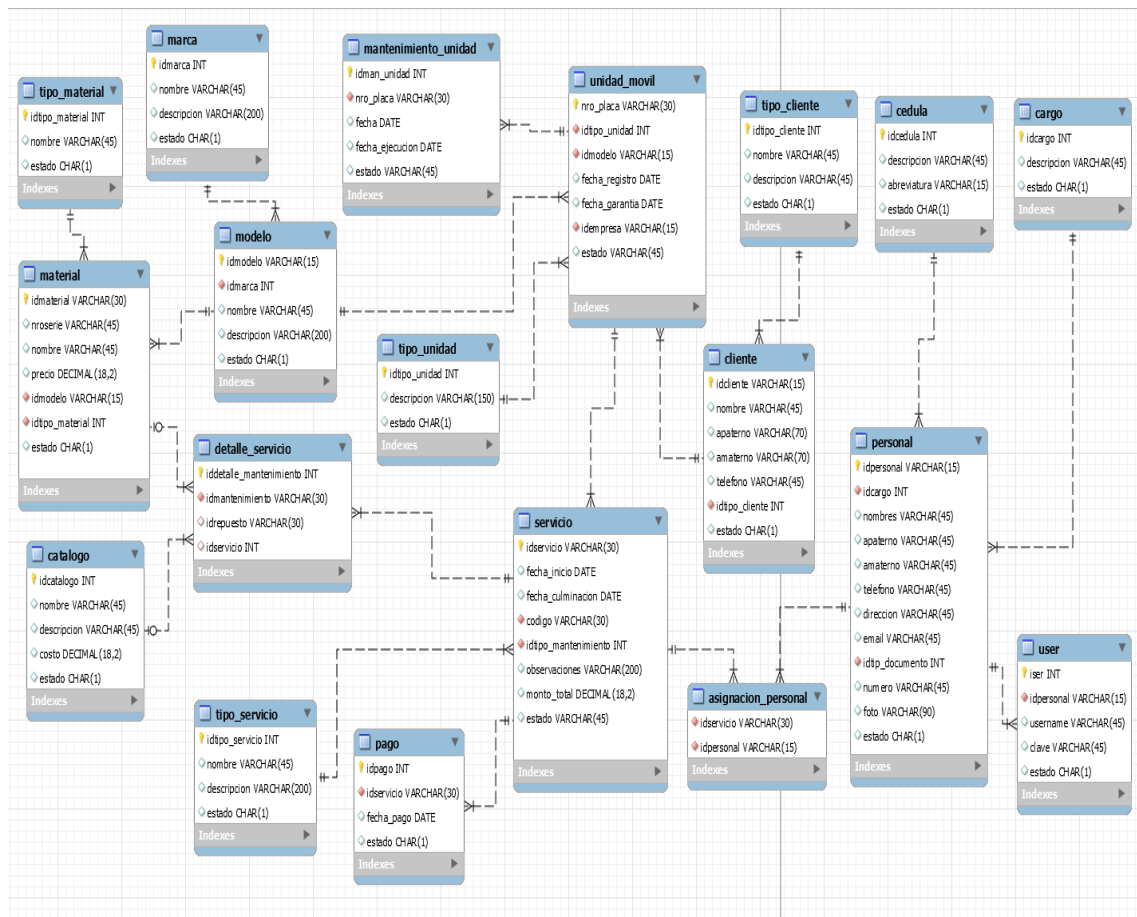 marca
idmarca INT
nombre VARCHAR(45)
descripcion VARCHAR(200)
estado CHAR(1)
Indexes
mantenimiento_unidad
idman_unidad INT
nro_placa VARCHAR(30)
fecha DATE
fecha_ejecucion DATE
estado VARCHAR(45)
Indexes
unidad_movil
nro_placa VARCHAR(30)
idtipo_unidad INT
idmodelo VARCHAR(15)
fecha_registro DATE
fecha_garantia DATE
idempresa VARCHAR(15)
estado VARCHAR(45)
Indexes
tipo_material
idtipo_material INT
nombre VARCHAR(45)
estado CHAR(1)
Indexes
tipo_cliente
idtipo_cliente INT
nombre VARCHAR(45)
descripcion VARCHAR(45)
estado CHAR(1)
Indexes
cedula
idcedula INT
descripcion VARCHAR(45)
abreviatura VARCHAR(15)
estado CHAR(1)
Indexes
cargo
idcargo INT
descripcion VARCHAR(45)
estado CHAR(1)
Indexes
modelo
idmodelo VARCHAR(15)
idmarca INT
nombre VARCHAR(45)
descripcion VARCHAR(200)
estado CHAR(1)
Indexes
material
idmaterial VARCHAR(30)
nroserie VARCHAR(45)
nombre VARCHAR(45)
precio DECIMAL(18,2)
idmodelo VARCHAR(15)
idtipo_material INT
estado CHAR(1)
Indexes
tipo_unidad
idtipo_unidad INT
descripcion VARCHAR(150)
estado CHAR(1)
Indexes
cliente
idcliente VARCHAR(15)
nombre VARCHAR(45)
apaterno VARCHAR(70)
amaterno VARCHAR(70)
telefono VARCHAR(45)
idtipo_cliente INT
estado CHAR(1)
Indexes
detalle_servicio
iddetalle_mantenimiento INT
idmantenimiento VARCHAR(30)
idrepuesto VARCHAR(30)
idservicio INT
Indexes
personal
idpersonal VARCHAR(15)
idcargo INT
nombres VARCHAR(45)
apaterno VARCHAR(45)
amaterno VARCHAR(45)
telefono VARCHAR(45)
direccion VARCHAR(45)
email VARCHAR(45)
idtip_documento INT
numero VARCHAR(45)
foto VARCHAR(90)
estado CHAR(1)
Indexes
servicio
idservicio VARCHAR(30)
fecha_inicio DATE
fecha_culminacion DATE
codigo VARCHAR(30)
idtipo_mantenimiento INT
observaciones VARCHAR(200)
monto_total DECIMAL(18,2)
estado VARCHAR(45)
Indexes
catalogo
idcatalogo INT
nombre VARCHAR(45)
descripcion VARCHAR(45)
costo DECIMAL(18,2)
estado CHAR(1)
Indexes
user
iser INT
idpersonal VARCHAR(15)
username VARCHAR(45)
clave VARCHAR(45)
estado CHAR(1)
Indexes
asignacion_personal
idservicio VARCHAR(30)
idpersonal VARCHAR(15)
Indexes
tipo_servicio
idtipo_servicio INT
nombre VARCHAR(45)
descripcion VARCHAR(200)
estado CHAR(1)
Indexes
pago
idpago INT
idservicio VARCHAR(30)
fecha_pago DATE
estado CHAR(1)
Indexes